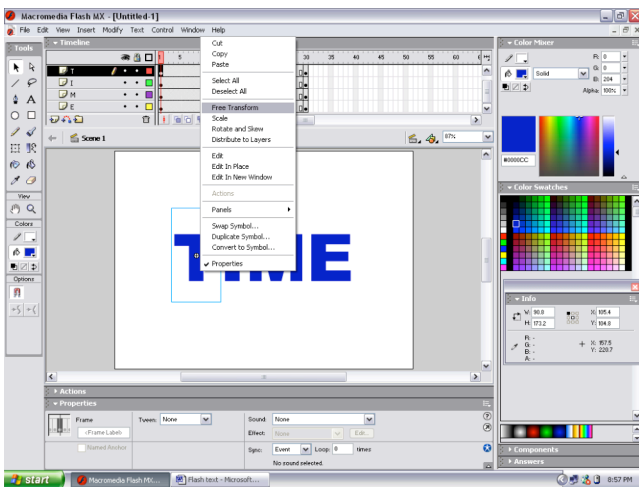 Macromedia Flash MX - [Untitled-1]
File Edit View Insert Modify Text Control Window Help
Tools
Timeline
1 5 30 35 40 45 50 55 60
T
I
M
E
Scene 1
87%
View
Colors
Options
Cut
Copy
Paste
Select All
Deselect All
Free Transform
Scale
Rotate and Skew
Distribute to Layers
Edit
Edit In Place
Edit In New Window
Actions
Panels
Swap Symbol...
Duplicate Symbol...
Convert to Symbol...
Properties
TIME
Color Mixer
Solid
R: 0
G: 0
B: 204
Alpha: 100%
#0000CC
Color Swatches
Info
W: 90.0 X: 105.4
H: 173.2 Y: 104.8
R: -
G: - X: 157.5
B: - Y: 228.7
A: -
Components
Answers
Actions
Properties
Frame Tween: None Sound: None
<Frame Label> Effect: None Edit...
Named Anchor Sync: Event Loop: 0 times
No sound selected.
start Macromedia Flash MX... Flash text - Microsoft... 8:57 PM